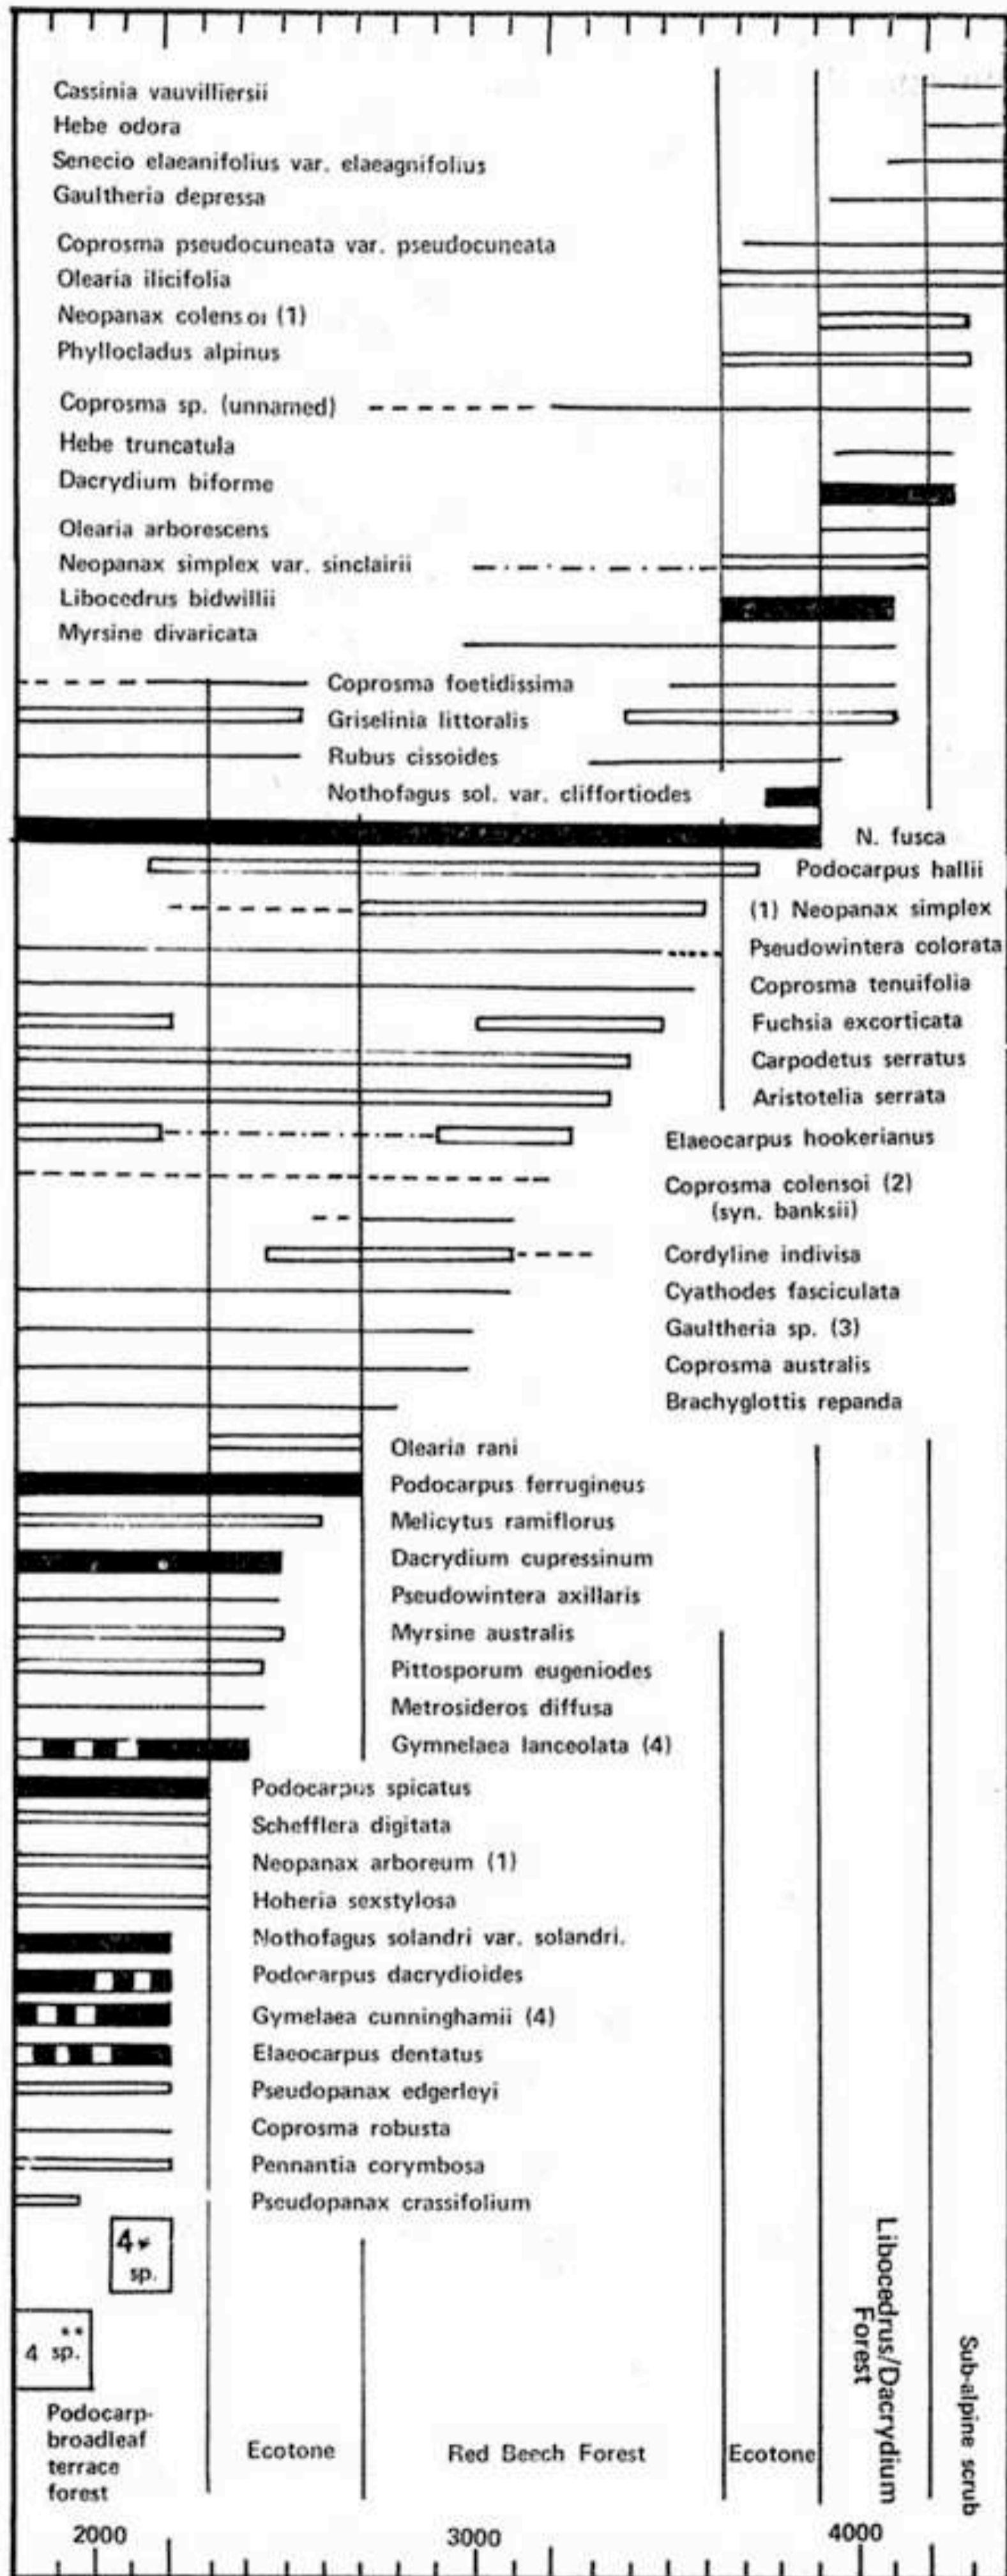 Cassinia vauvilliersii
Hebe odora
Senecio elaeanifolius var. elaeagnifolius
Gaultheria depressa
Coprosma pseudocuneata var. pseudocuneata
Olearia ilicifolia
Neopanax colensoi (1)
Phyllocladus alpinus
Coprosma sp. (unnamed)
Hebe truncatula
Dacrydium biforme
Olearia arborescens
Neopanax simplex var. sinclairii
Libocedrus bidwillii
Myrsine divaricata
Coprosma foetidissima
Griselinia littoralis
Rubus cissoides
Nothofagus sol. var. cliffortiodes
N. fusca
Podocarpus hallii
(1) Neopanax simplex
Pseudowintera colorata
Coprosma tenuifolia
Fuchsia excorticata
Carpodetus serratus
Aristotelia serrata
Elaeocarpus hookerianus
Coprosma colensoi (2)
(syn. banksii)
Cordyline indivisa
Cyathodes fasciculata
Gaultheria sp. (3)
Coprosma australis
Brachyglottis repanda
Olearia rani
Podocarpus ferrugineus
Melicytus ramiflorus
Dacrydium cupressinum
Pseudowintera axillaris
Myrsine australis
Pittosporum eugeniodes
Metrosideros diffusa
Gymnelaea lanceolata (4)
Podocarpus spicatus
Schefflera digitata
Neopanax arboreum (1)
Hoheria sexstylosa
Nothofagus solandri var. solandri.
Podocarpus dacrydioides
Gymelaea cunninghamii (4)
Elaeocarpus dentatus
Pseudopanax edgerleyi
Coprosma robusta
Pennantia corymbosa
Pseudopanax crassifolium
4*
sp.
**
4 sp.
Podocarp-
broadleaf
terrace
forest
Ecotone
Red Beech Forest
Ecotone
Libocedrus/Dacrydium
Forest
Sub-alpine scrub
2000
3000
4000